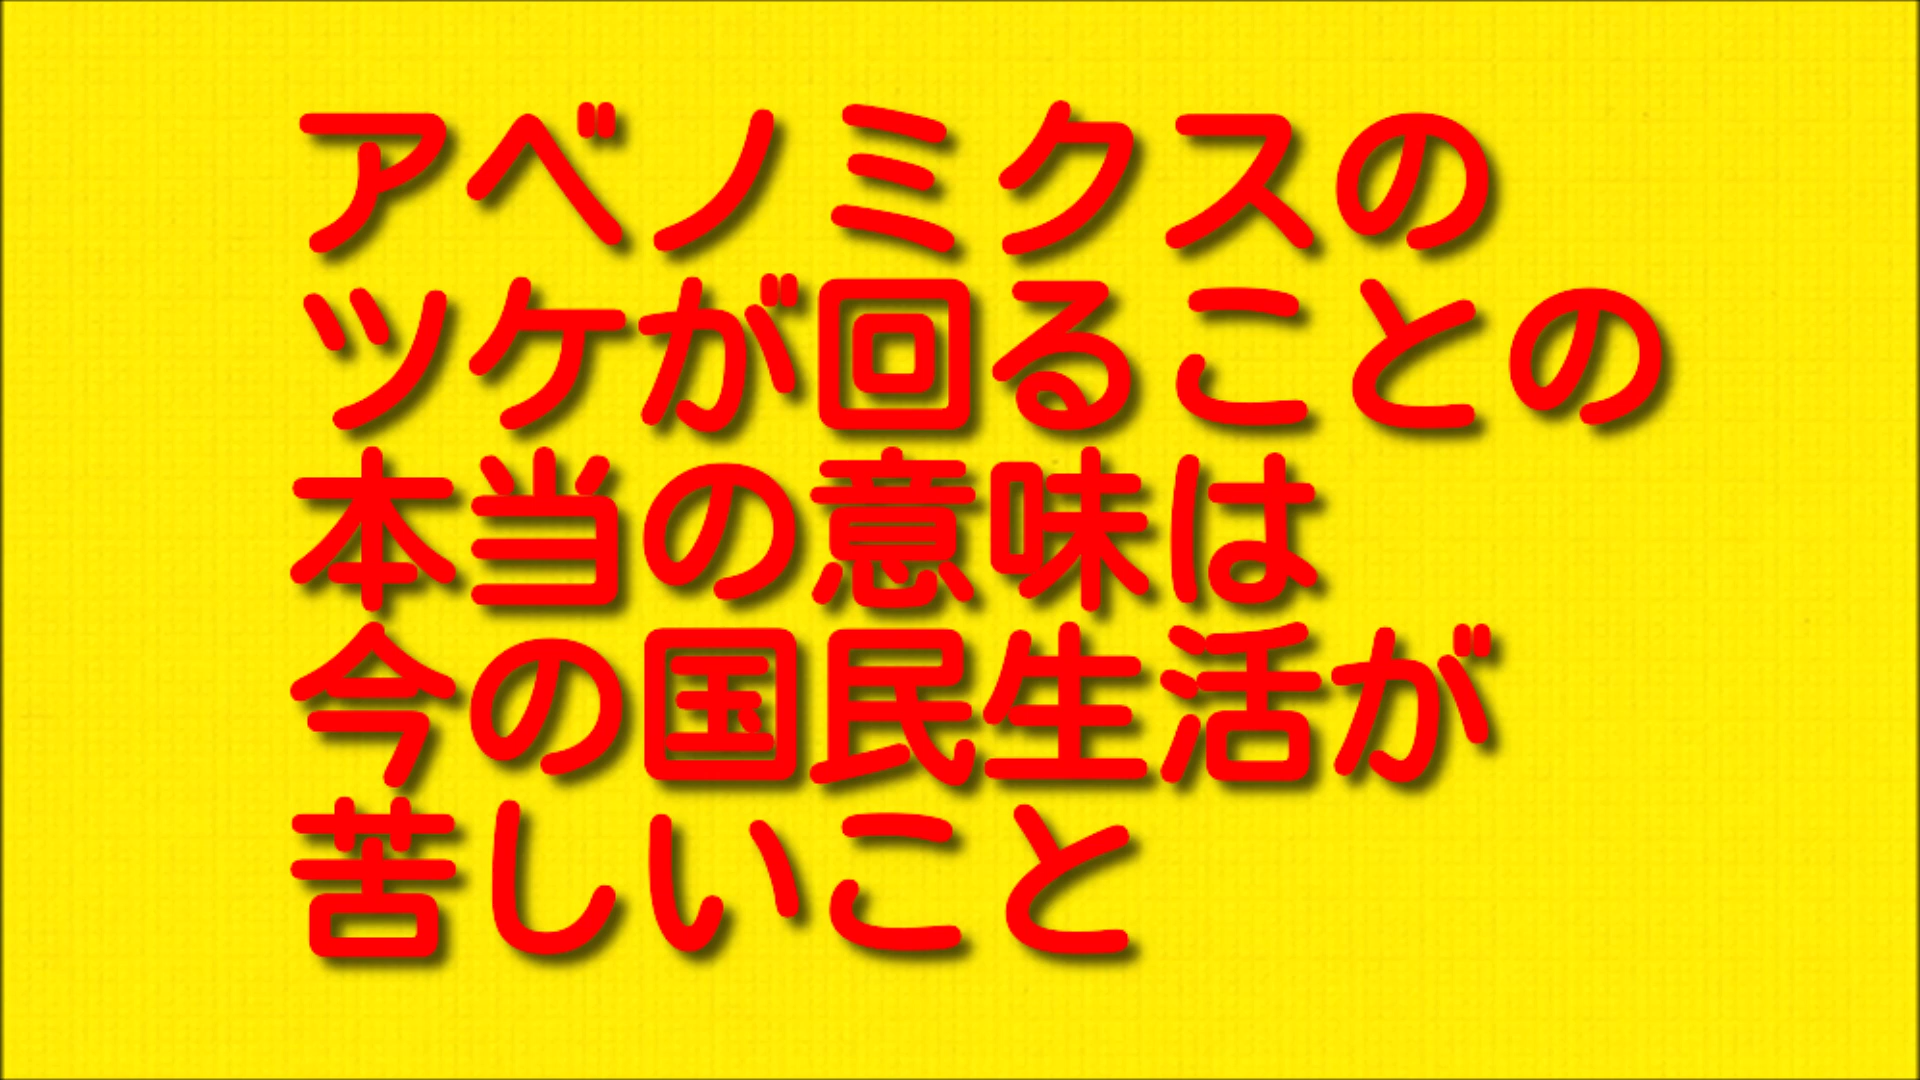 アベノミクスの
ツケが回ることの
本当の意味は
今の国民生活が
苦しいこと